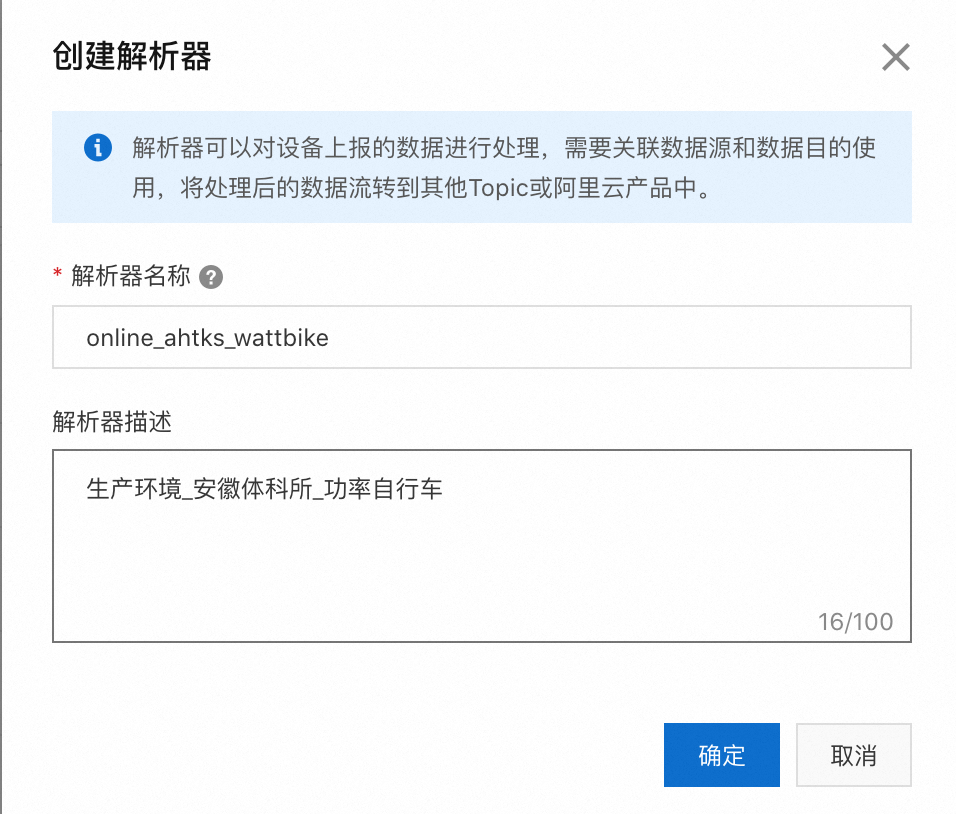 创建解析器
解析器可以对设备上报的数据进行处理，需要关联数据源和数据目的使
用，将处理后的数据流转到其他Topic或阿里云产品中。
* 解析器名称
online_ahtks_wattbike
解析器描述
生产环境_安徽体科所_功率自行车
16/100
确定
取消